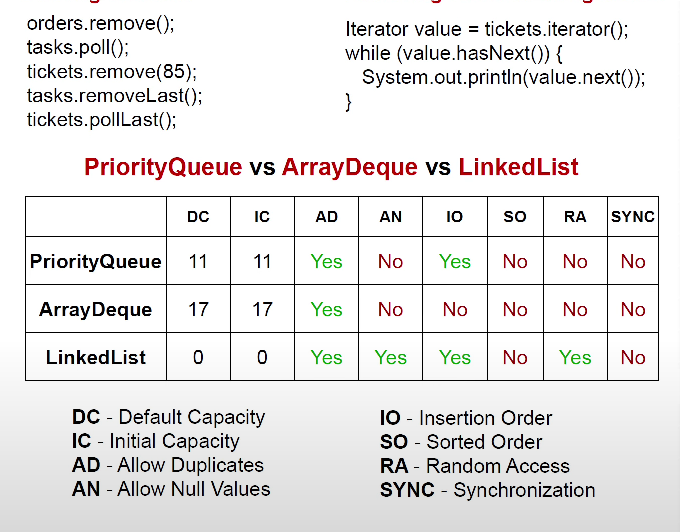 orders.remove();
tasks.poll();
tickets.remove(85);
tasks.removeLast();
tickets.pollLast();
Iterator value = tickets.iterator();
while (value.hasNext()) {
System.out.println(value.next());
}
PriorityQueue vs ArrayDeque vs LinkedList
DC IC AD AN IO SO RA SYNC
PriorityQueue 11 11 Yes No Yes No No No
ArrayDeque 17 17 Yes No No No No No
LinkedList 0 0 Yes Yes Yes No Yes No
DC - Default Capacity
IC - Initial Capacity
AD - Allow Duplicates
AN - Allow Null Values
IO - Insertion Order
SO - Sorted Order
RA - Random Access
SYNC - Synchronization